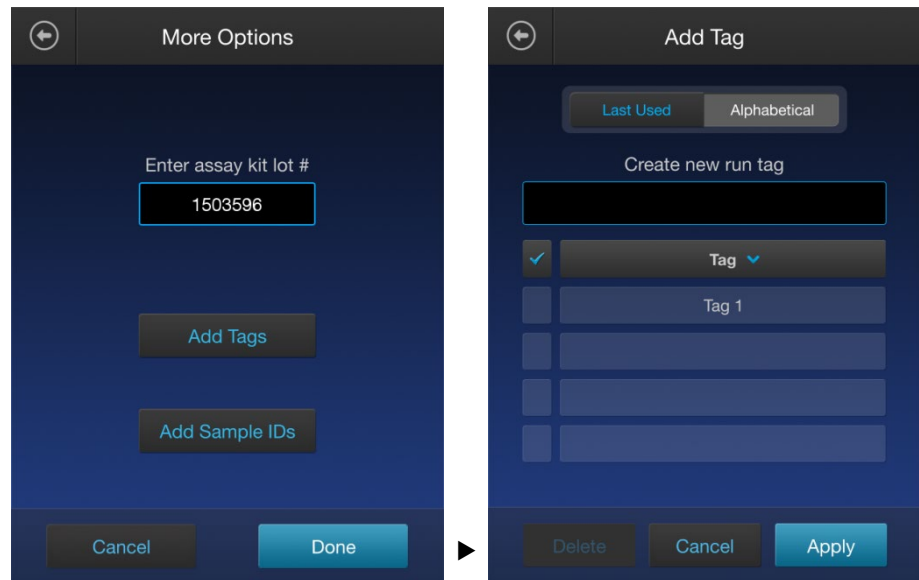 More Options
Enter assay kit lot #
1503596
Add Tags
Add Sample IDs
Cancel
Done
Add Tag
Last Used
Alphabetical
Create new run tag
Tag
Tag 1
Delete
Cancel
Apply